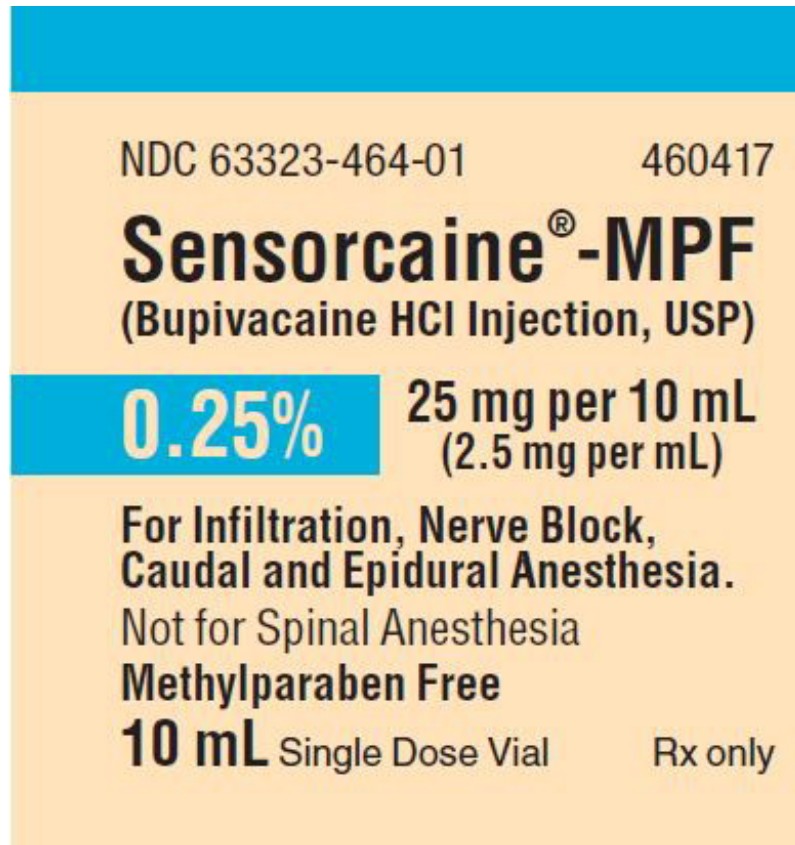 NDC 63323-464-01 460417
Sensorcaine®-MPF
(Bupivacaine HCl Injection, USP)
0.25% 25 mg per 10 mL
(2.5 mg per mL)
For Infiltration, Nerve Block,
Caudal and Epidural Anesthesia.
Not for Spinal Anesthesia
Methylparaben Free
10 mL Single Dose Vial Rx only